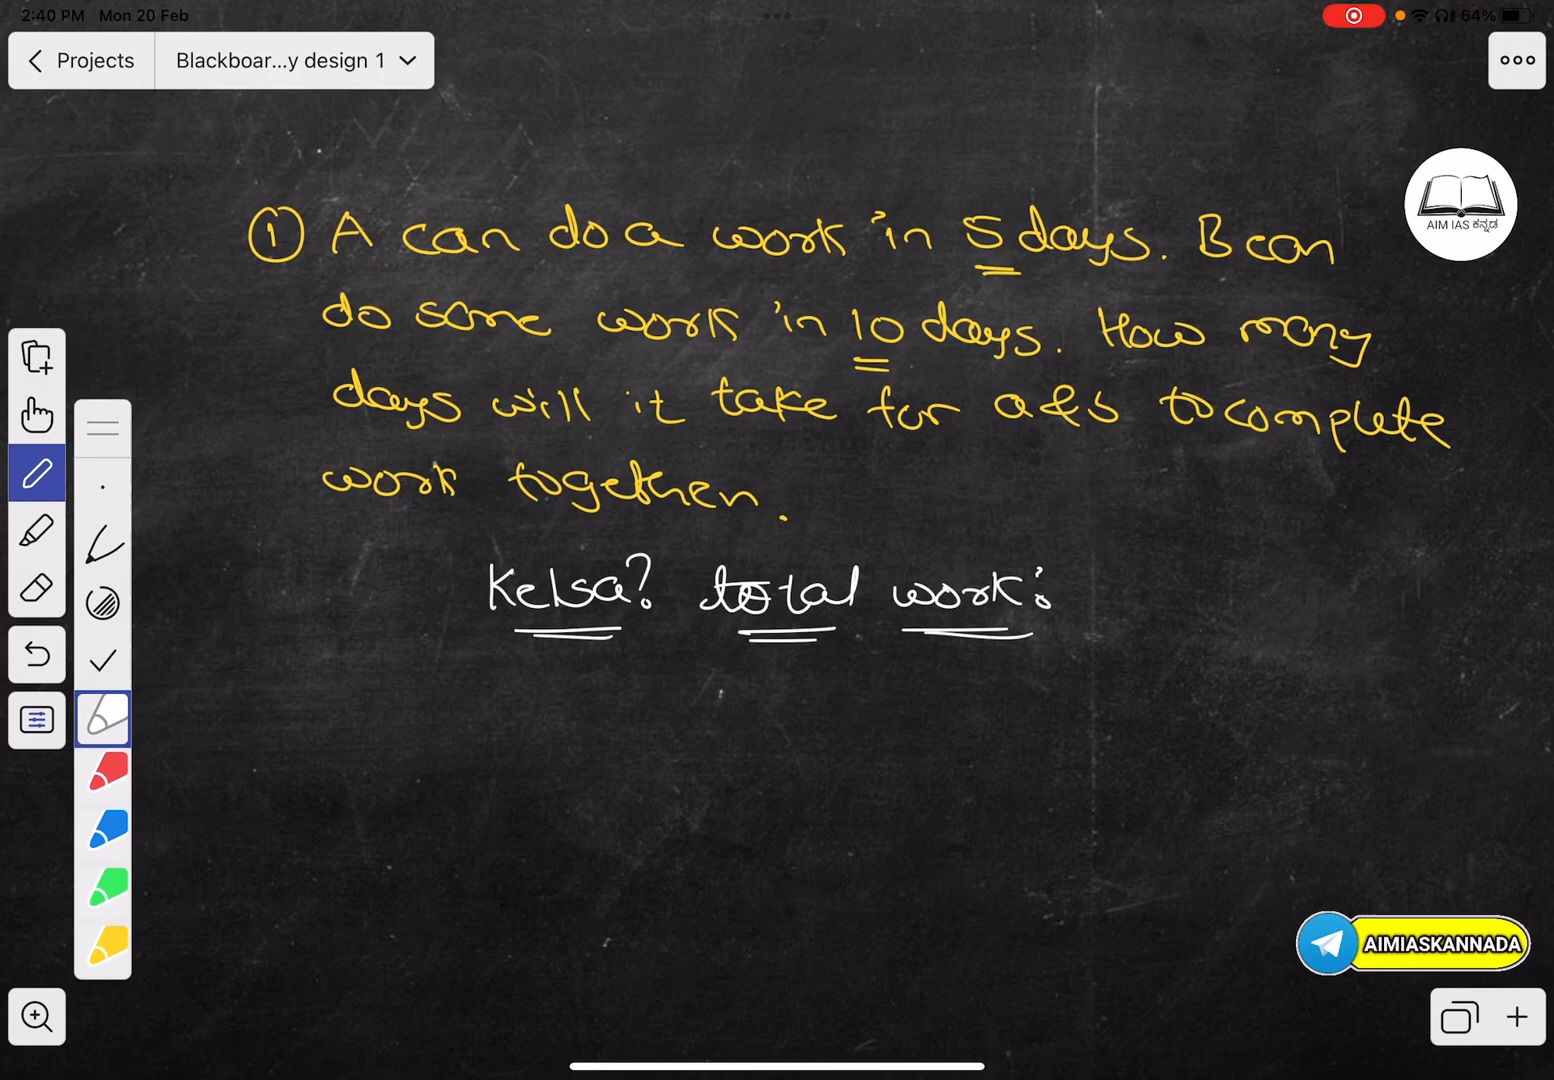 2:40 PM Mon 20 Feb
64%
Projects
Blackboar...y design 1
AIM IAS ಕನ್ನಡ
① A can do a work in 5 days. B can
do same work in 10 days. How many
days will it take for a & b to complete
work together.
Kelsa? total work:
AIMIASKANNADA